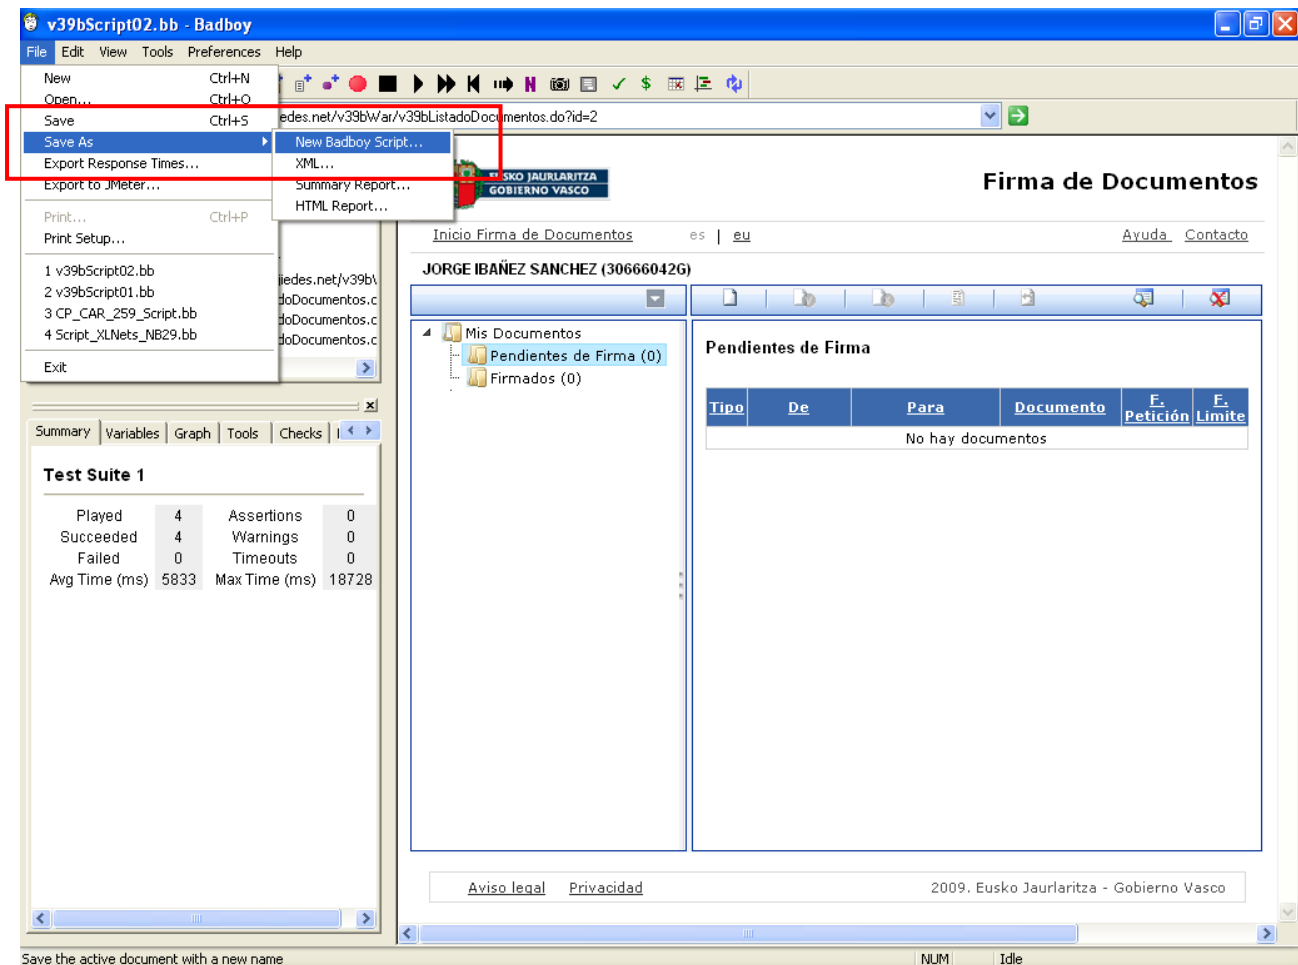 v39bScript02.bb - Badboy
File Edit View Tools Preferences Help
New Ctrl+N
Open... Ctrl+O
Save Ctrl+S
Save As
Export Response Times...
Export to JMeter...
Print... Ctrl+P
Print Setup...
1 v39bScript02.bb
2 v39bScript01.bb
3 CP_CAR_259_Script.bb
4 Script_XLNets_NB29.bb
Exit
New Badboy Script...
XML...
Summary Report...
HTML Report...
edes.net/v39bWar/v39bListadoDocumentos.do?id=2
jiedes.net/v39b\
doDocumentos.c
doDocumentos.c
doDocumentos.c
Summary Variables Graph Tools Checks
Test Suite 1
Played 4 Assertions 0
Succeeded 4 Warnings 0
Failed 0 Timeouts 0
Avg Time (ms) 5833 Max Time (ms) 18728
EUSKO JAURLARITZA
GOBIERNO VASCO
Firma de Documentos
Inicio Firma de Documentos es | eu Ayuda Contacto
JORGE IBAÑEZ SANCHEZ (30666042G)
Mis Documentos
Pendientes de Firma (0)
Firmados (0)
Pendientes de Firma
Tipo De Para Documento F. Petición F. Limite
No hay documentos
Aviso legal Privacidad 2009. Eusko Jaurlaritza - Gobierno Vasco
Save the active document with a new name NUM Idle